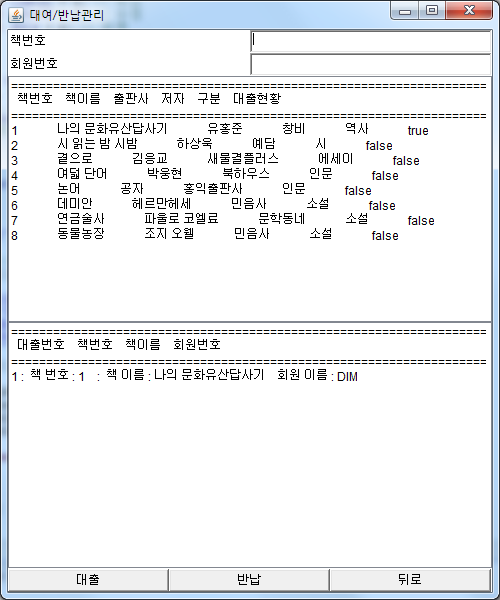 대여/반납관리
책번호
회원번호
================================================================
책번호 책이름 출판사 저자 구분 대출현황
================================================================
1 나의 문화유산답사기 유홍준 창비 역사 true
2 시 읽는 밤 시밤 하상욱 예담 시 false
3 곁으로 김응교 새물결플러스 에세이 false
4 여덟 단어 박웅현 북하우스 인문 false
5 논어 공자 홍익출판사 인문 false
6 데미안 헤르만헤세 민음사 소설 false
7 연금술사 파울로 코엘료 문학동네 소설 false
8 동물농장 조지 오웰 민음사 소설 false
================================================================
대출번호 책번호 책이름 회원번호
================================================================
1 : 책 번호 : 1 : 책 이름 : 나의 문화유산답사기 회원 이름 : DIM
대출 반납 뒤로